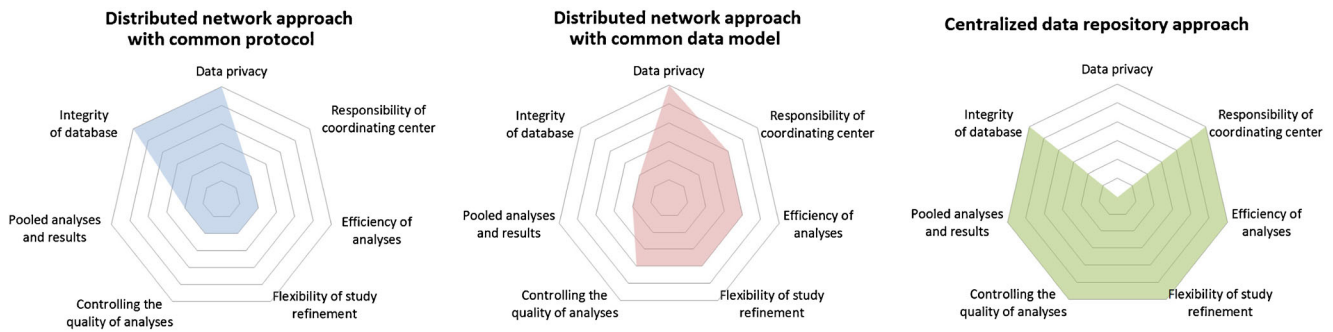 Distributed network approach
with common protocol
Data privacy
Integrity
of database
Responsibility of
coordinating center
Pooled analyses
and results
Efficiency of
analyses
Controlling the
quality of analyses
Flexibility of study
refinement
Distributed network approach
with common data model
Data privacy
Integrity
of database
Responsibility of
coordinating center
Pooled analyses
and results
Efficiency of
analyses
Controlling the
quality of analyses
Flexibility of study
refinement
Centralized data repository approach
Data privacy
Integrity
of database
Responsibility of
coordinating center
Pooled analyses
and results
Efficiency of
analyses
Controlling the
quality of analyses
Flexibility of study
refinement